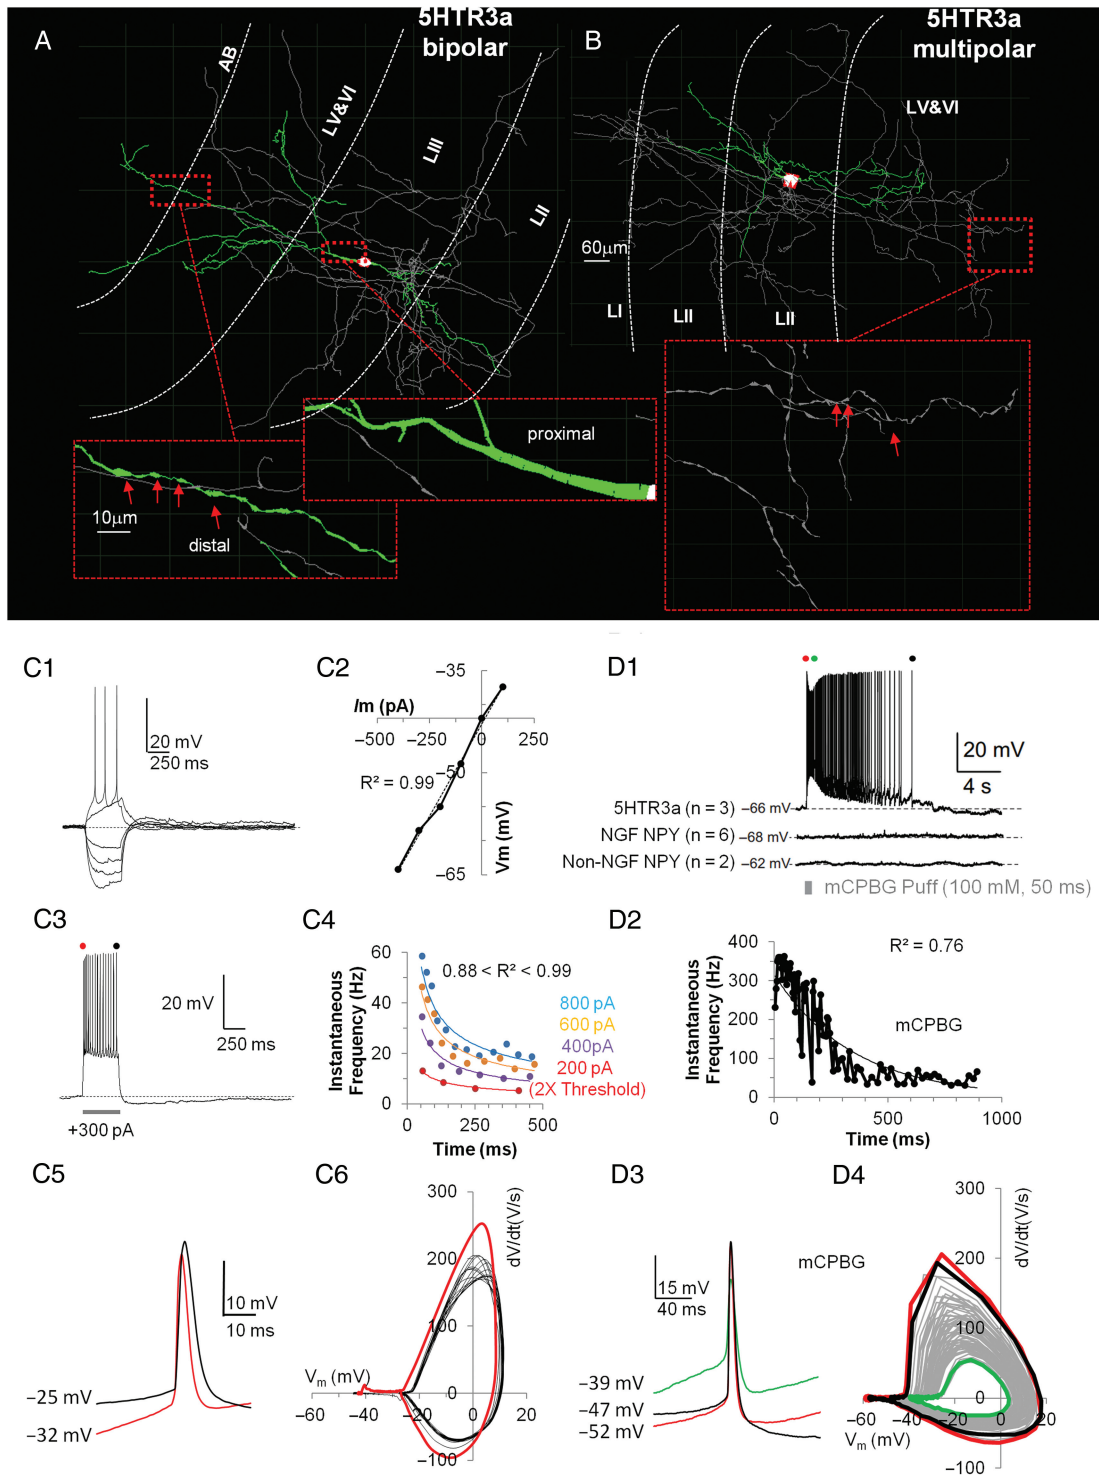 A
5HTR3a
bipolar
AB
LV&VI
LIII
LII
proximal
10µm
distal
B
5HTR3a
multipolar
LV&VI
60µm
LI
LII
LII
C1
20 mV
250 ms
C2
Im (pA)
−35
−500 −250 0 250
−50
R² = 0.99
−65
Vm (mV)
D1
20 mV
4 s
5HTR3a (n = 3) −66 mV
NGF NPY (n = 6) −68 mV
Non-NGF NPY (n = 2) −62 mV
mCPBG Puff (100 mM, 50 ms)
C3
20 mV
250 ms
+300 pA
C4
Instantaneous
Frequency (Hz)
60
40
20
0
0.88 < R² < 0.99
800 pA
600 pA
400pA
200 pA
(2X Threshold)
0 250 500
Time (ms)
D2
Instantaneous
Frequency (Hz)
400
300
200
100
0
R² = 0.76
mCPBG
0 500 1000
Time (ms)
C5
10 mV
10 ms
−25 mV
−32 mV
C6
300
200
100
0
−100
dV/dt(V/s)
Vm (mV)
−60 −40 −20 0 20
D3
15 mV
40 ms
mCPBG
−39 mV
−47 mV
−52 mV
D4
300
200
100
0
−100
dV/dt(V/s)
−60 −40 −20 0 20
Vm (mV)